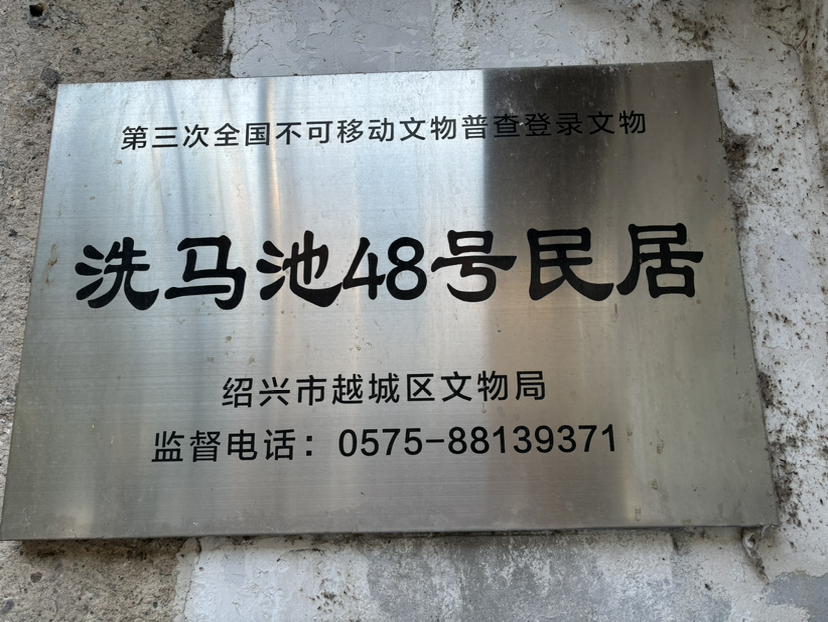 第三次全国不可移动文物普查登录文物
洗马池48号民居
绍兴市越城区文物局
监督电话：0575-88139371